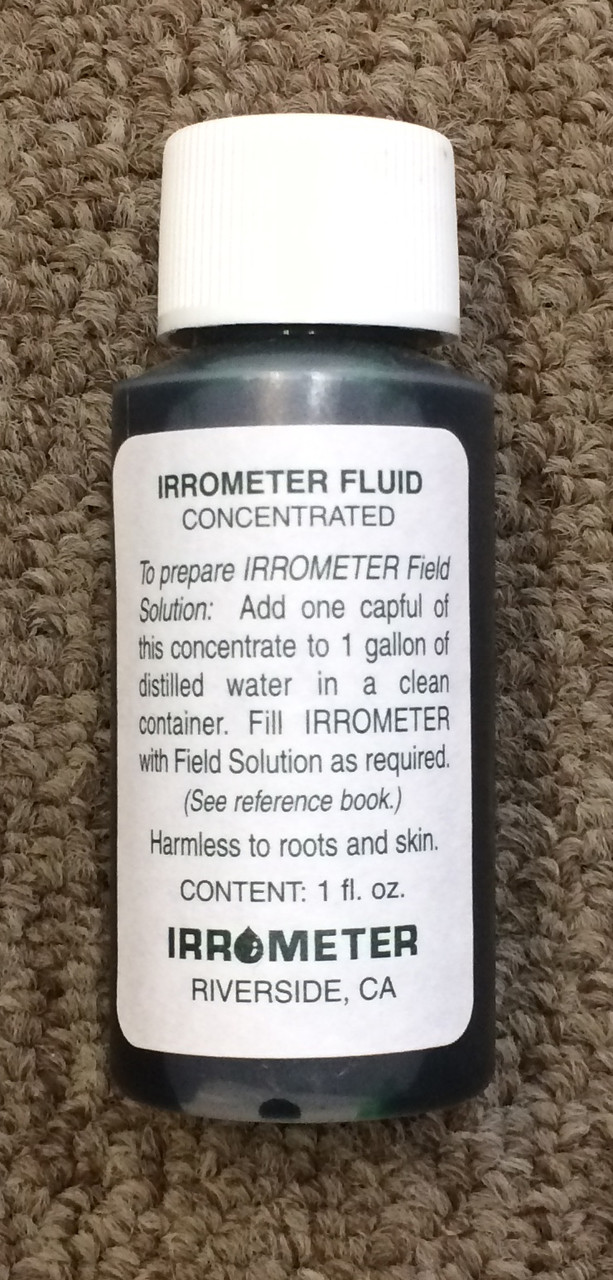 IRROMETER FLUID
CONCENTRATED
To prepare IRROMETER Field
Solution: Add one capful of
this concentrate to 1 gallon of
distilled water in a clean
container. Fill IRROMETER
with Field Solution as required.
(See reference book.)
Harmless to roots and skin.
CONTENT: 1 fl. oz.
IRROMETER
RIVERSIDE, CA